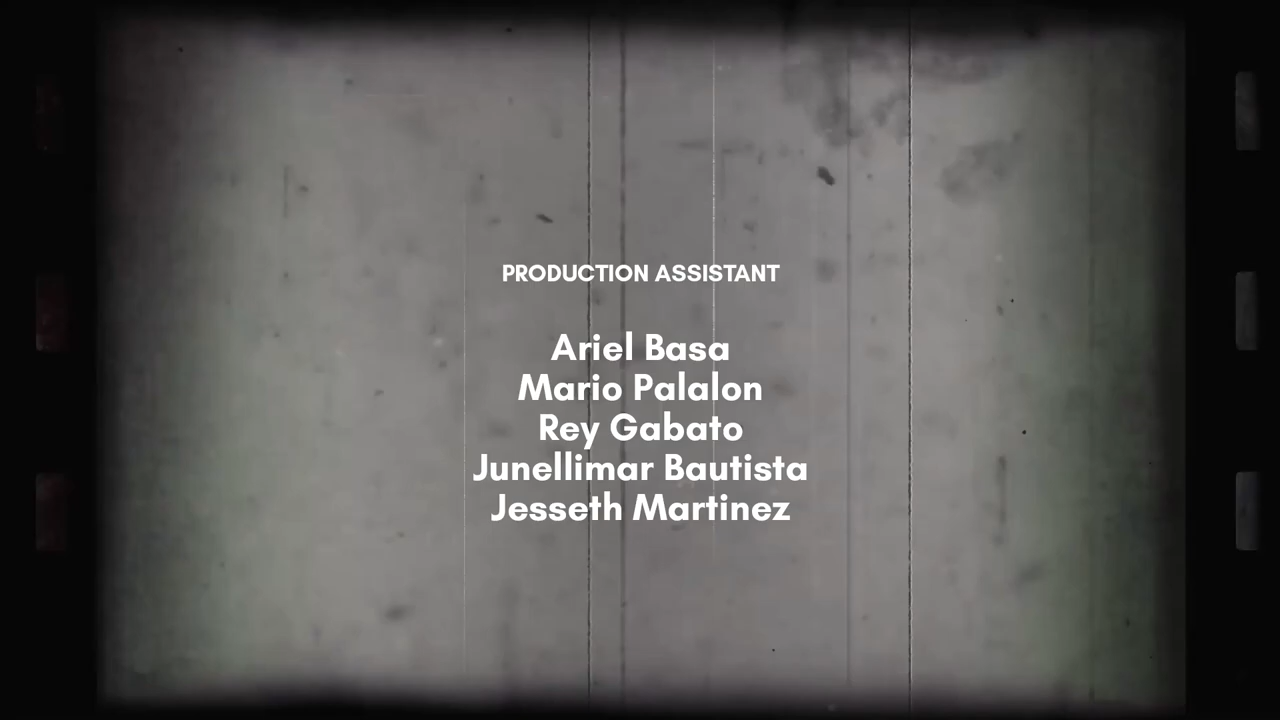 PRODUCTION ASSISTANT
Ariel Basa
Mario Palalon
Rey Gabato
Junellimar Bautista
Jesseth Martinez